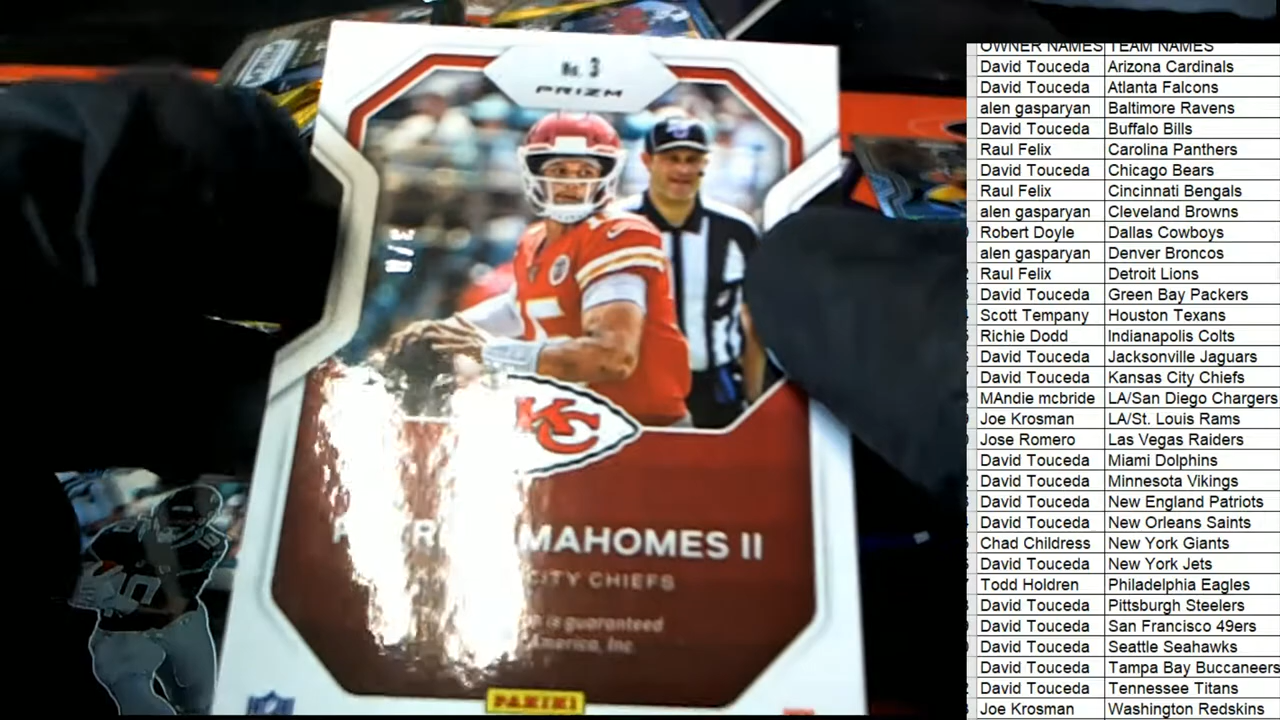 No. 3
PRIZM
KC
MAHOMES II
CITY CHIEFS
is guaranteed
America, Inc.
PANINI
OWNER NAMES TEAM NAMES
David Touceda Arizona Cardinals
David Touceda Atlanta Falcons
alen gasparyan Baltimore Ravens
David Touceda Buffalo Bills
Raul Felix Carolina Panthers
David Touceda Chicago Bears
Raul Felix Cincinnati Bengals
alen gasparyan Cleveland Browns
Robert Doyle Dallas Cowboys
alen gasparyan Denver Broncos
Raul Felix Detroit Lions
David Touceda Green Bay Packers
Scott Tempany Houston Texans
Richie Dodd Indianapolis Colts
David Touceda Jacksonville Jaguars
David Touceda Kansas City Chiefs
MAndie mcbride LA/San Diego Chargers
Joe Krosman LA/St. Louis Rams
Jose Romero Las Vegas Raiders
David Touceda Miami Dolphins
David Touceda Minnesota Vikings
David Touceda New England Patriots
David Touceda New Orleans Saints
Chad Childress New York Giants
David Touceda New York Jets
Todd Holdren Philadelphia Eagles
David Touceda Pittsburgh Steelers
David Touceda San Francisco 49ers
David Touceda Seattle Seahawks
David Touceda Tampa Bay Buccaneers
David Touceda Tennessee Titans
Joe Krosman Washington Redskins